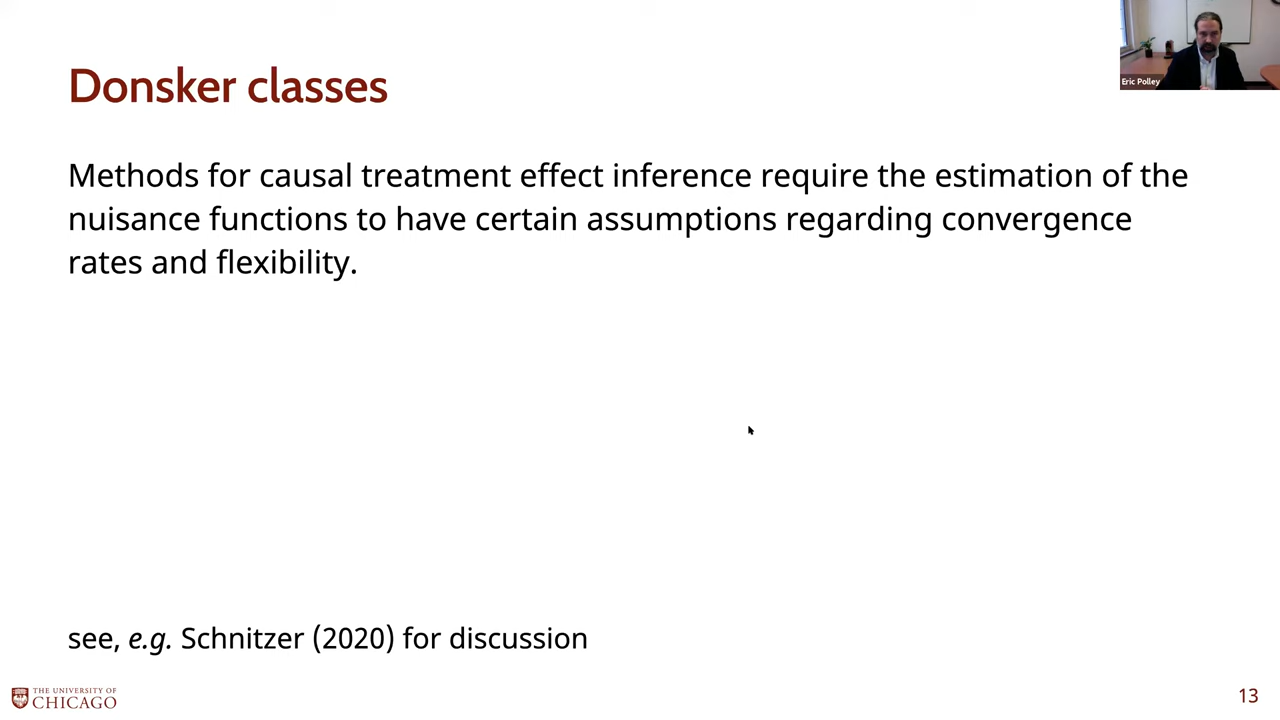 Donsker classes
Eric Polley
Methods for causal treatment effect inference require the estimation of the
nuisance functions to have certain assumptions regarding convergence
rates and flexibility.
see, e.g. Schnitzer (2020) for discussion
THE UNIVERSITY OF
CHICAGO
13